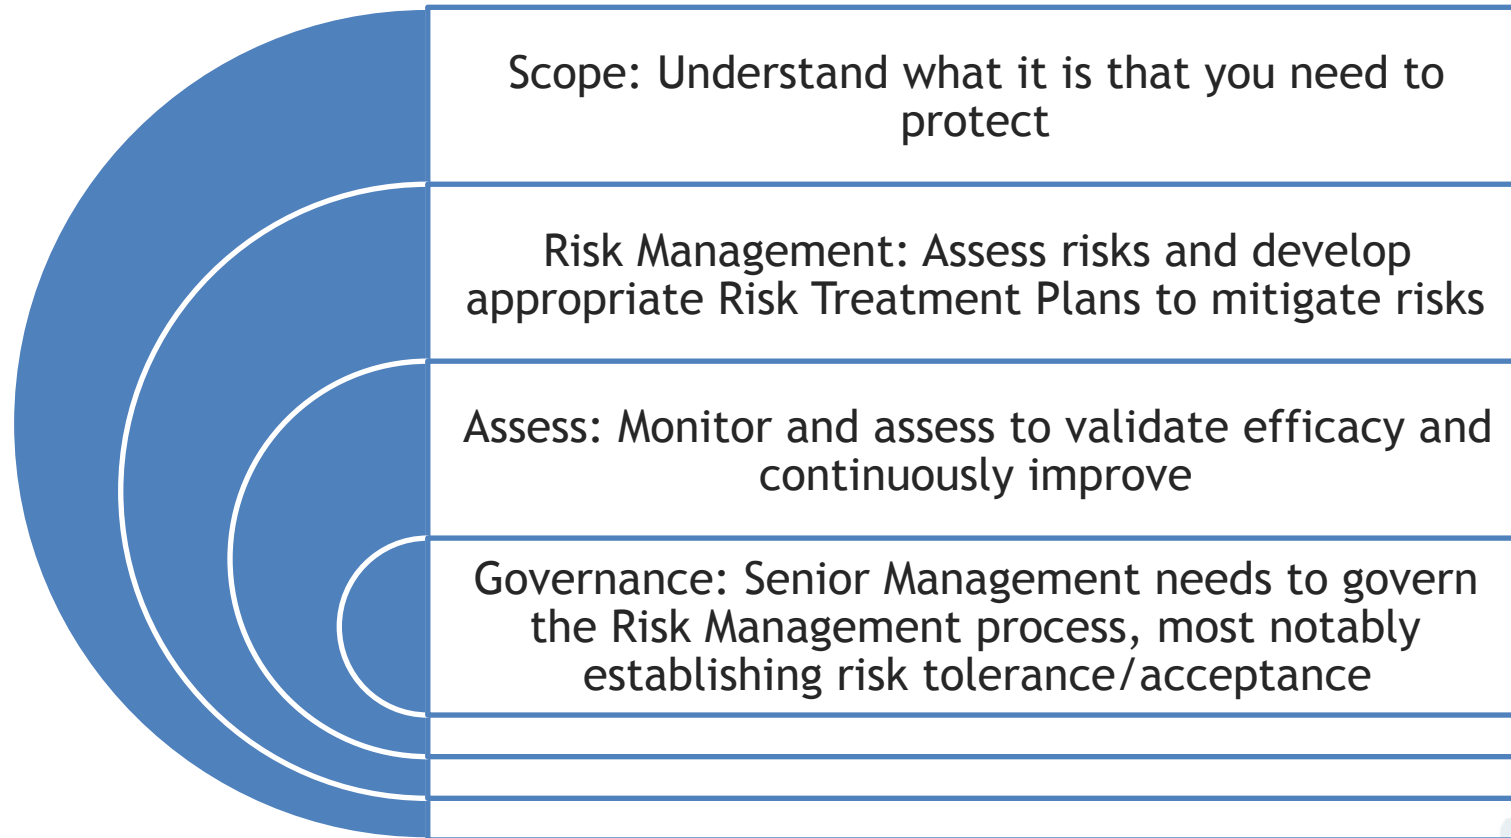 Scope: Understand what it is that you need to
protect
Risk Management: Assess risks and develop
appropriate Risk Treatment Plans to mitigate risks
Assess: Monitor and assess to validate efficacy and
continuously improve
Governance: Senior Management needs to govern
the Risk Management process, most notably
establishing risk tolerance/acceptance